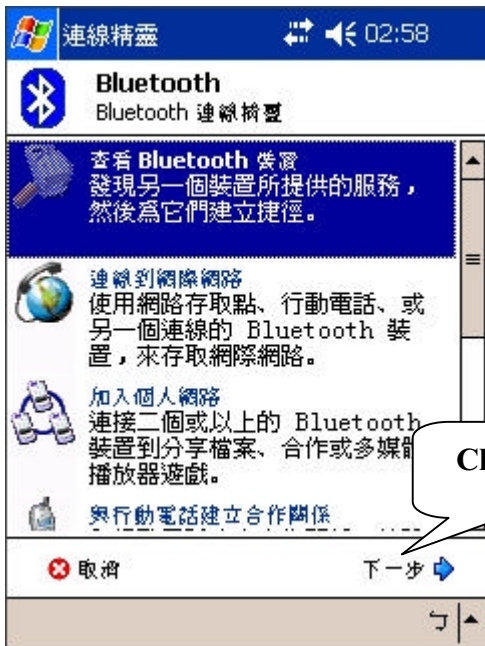 連線精靈 02:58
Bluetooth
Bluetooth 連線精靈
查看 Bluetooth 裝置
發現另一個裝置所提供的服務，
然後爲它們建立捷徑。
連線到網際網路
使用網路存取點、行動電話、或
另一個連線的 Bluetooth 裝
置，來存取網際網路。
加入個人網路
連接二個或以上的 Bluetooth
裝置到分享檔案、合作或多媒體
播放器遊戲。
與行動電話建立合作關係
取消
下一步
ㄅ